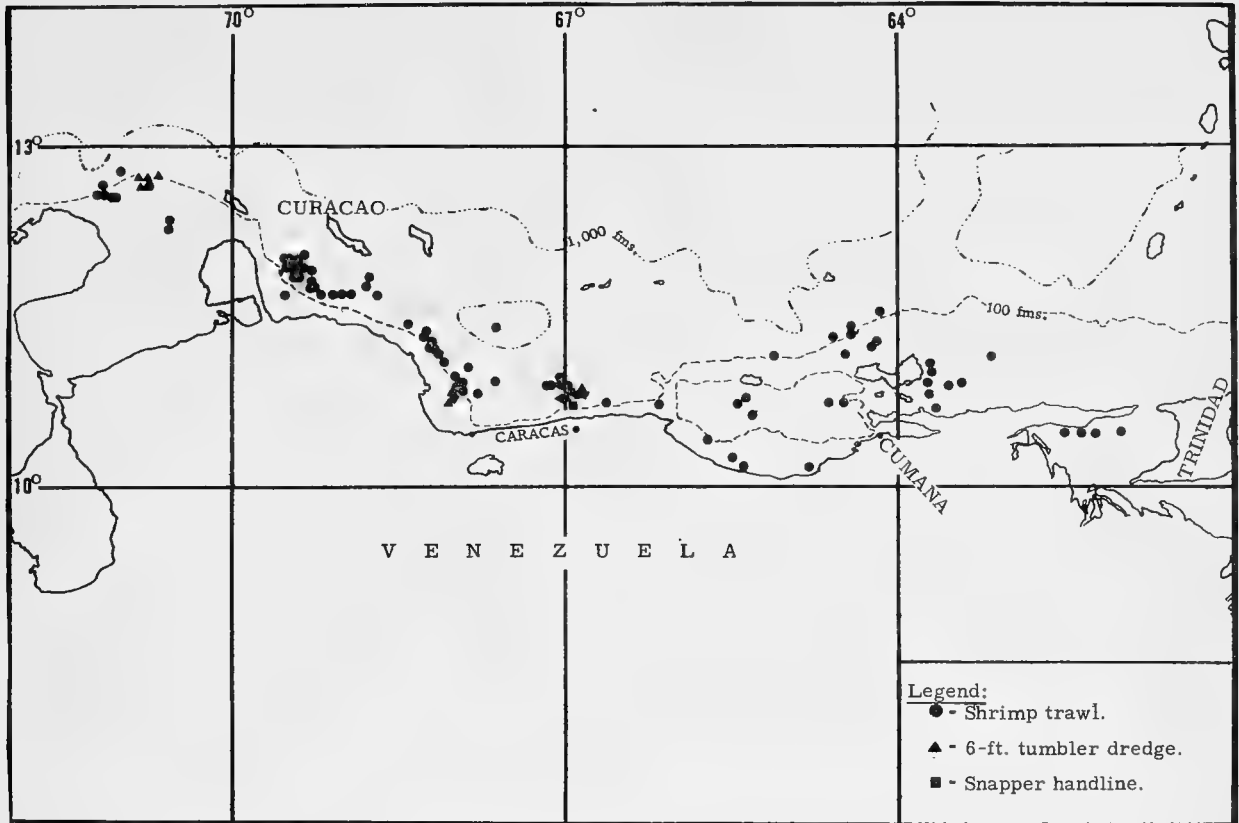 70° 67° 64°
13°
CURACAO
1,000 fms.
100 fms.
CARACAS
CUMANA
TRINIDAD
10°
V E N E Z U E L A
Legend:
● - Shrimp trawl.
▲ - 6-ft. tumbler dredge.
■ - Snapper handline.